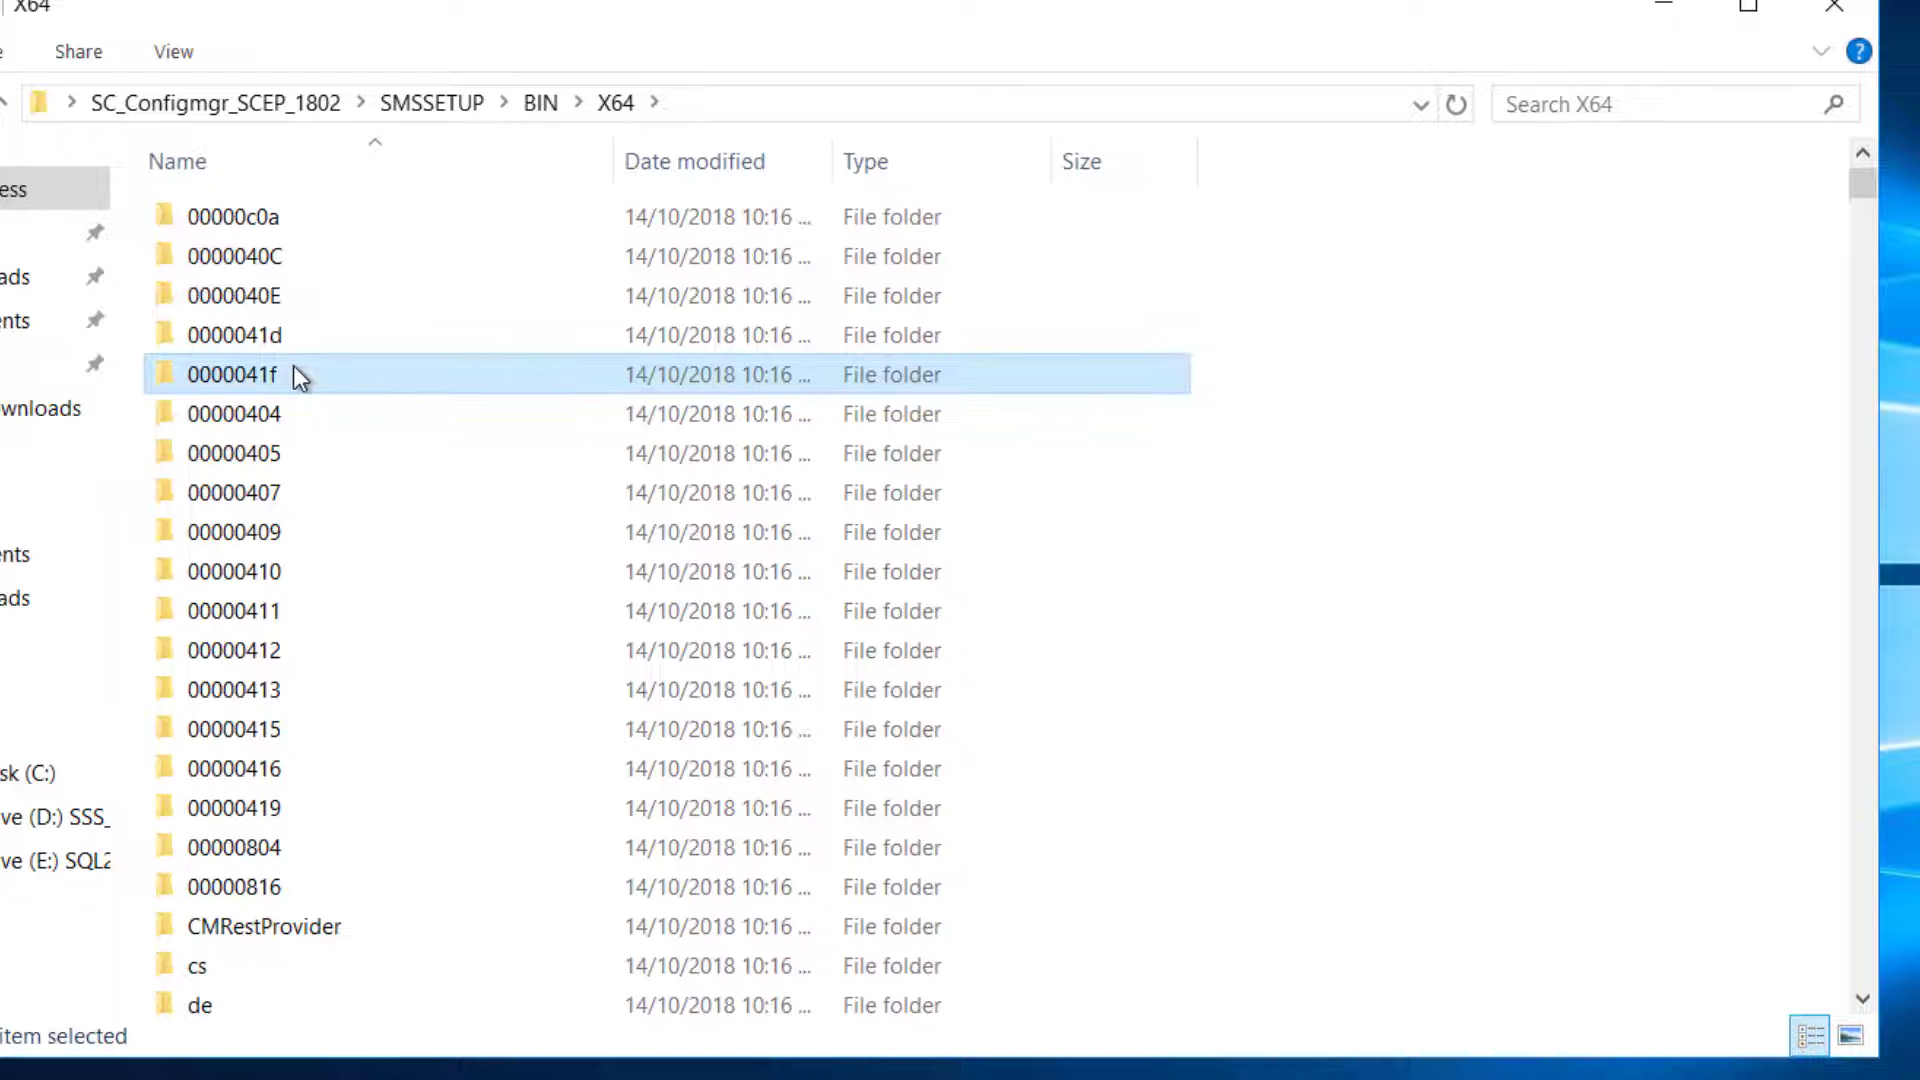 X64
Share View
SC_Configmgr_SCEP_1802 > SMSSETUP > BIN > X64 >
Search X64
Name Date modified Type Size
00000c0a 14/10/2018 10:16 ... File folder
0000040C 14/10/2018 10:16 ... File folder
0000040E 14/10/2018 10:16 ... File folder
0000041d 14/10/2018 10:16 ... File folder
0000041f 14/10/2018 10:16 ... File folder
00000404 14/10/2018 10:16 ... File folder
00000405 14/10/2018 10:16 ... File folder
00000407 14/10/2018 10:16 ... File folder
00000409 14/10/2018 10:16 ... File folder
00000410 14/10/2018 10:16 ... File folder
00000411 14/10/2018 10:16 ... File folder
00000412 14/10/2018 10:16 ... File folder
00000413 14/10/2018 10:16 ... File folder
00000415 14/10/2018 10:16 ... File folder
00000416 14/10/2018 10:16 ... File folder
00000419 14/10/2018 10:16 ... File folder
00000804 14/10/2018 10:16 ... File folder
00000816 14/10/2018 10:16 ... File folder
CMRestProvider 14/10/2018 10:16 ... File folder
cs 14/10/2018 10:16 ... File folder
de 14/10/2018 10:16 ... File folder
ess
ads
ents
wnloads
ents
ads
sk (C:)
ve (D:) SSS_
ve (E:) SQL2
item selected